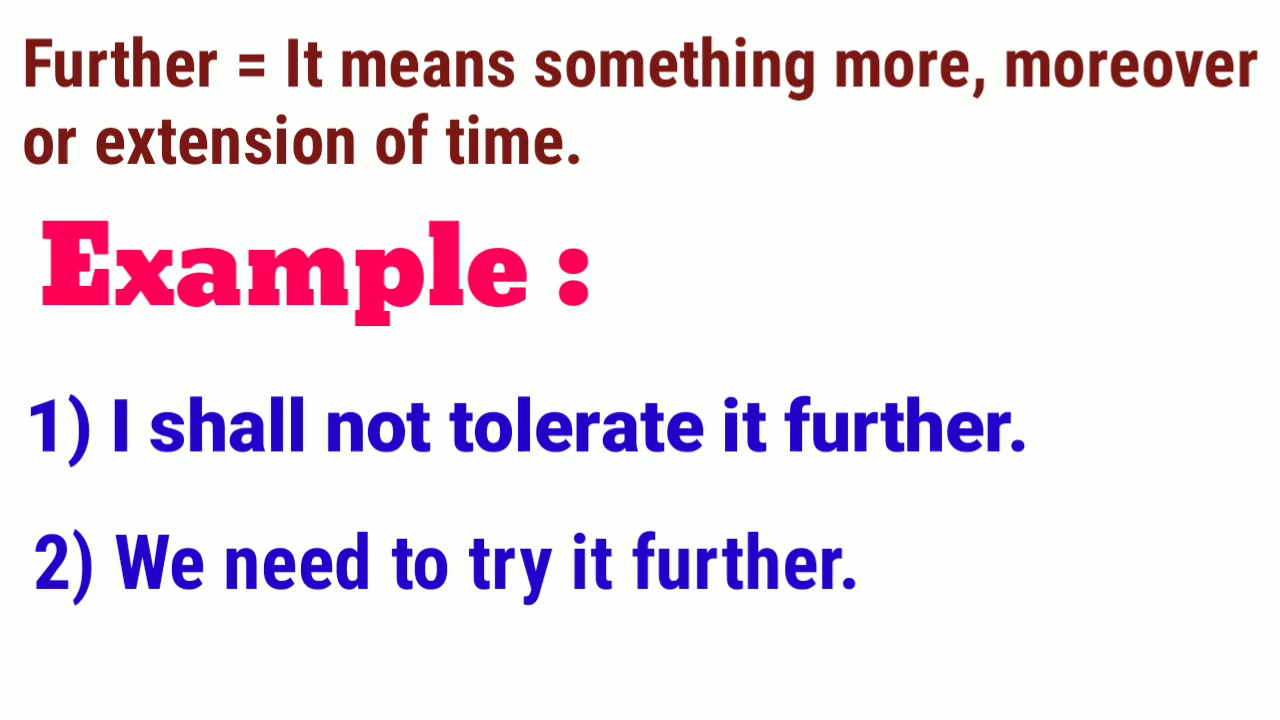 Further = It means something more, moreover
or extension of time.
Example :
1) I shall not tolerate it further.
2) We need to try it further.